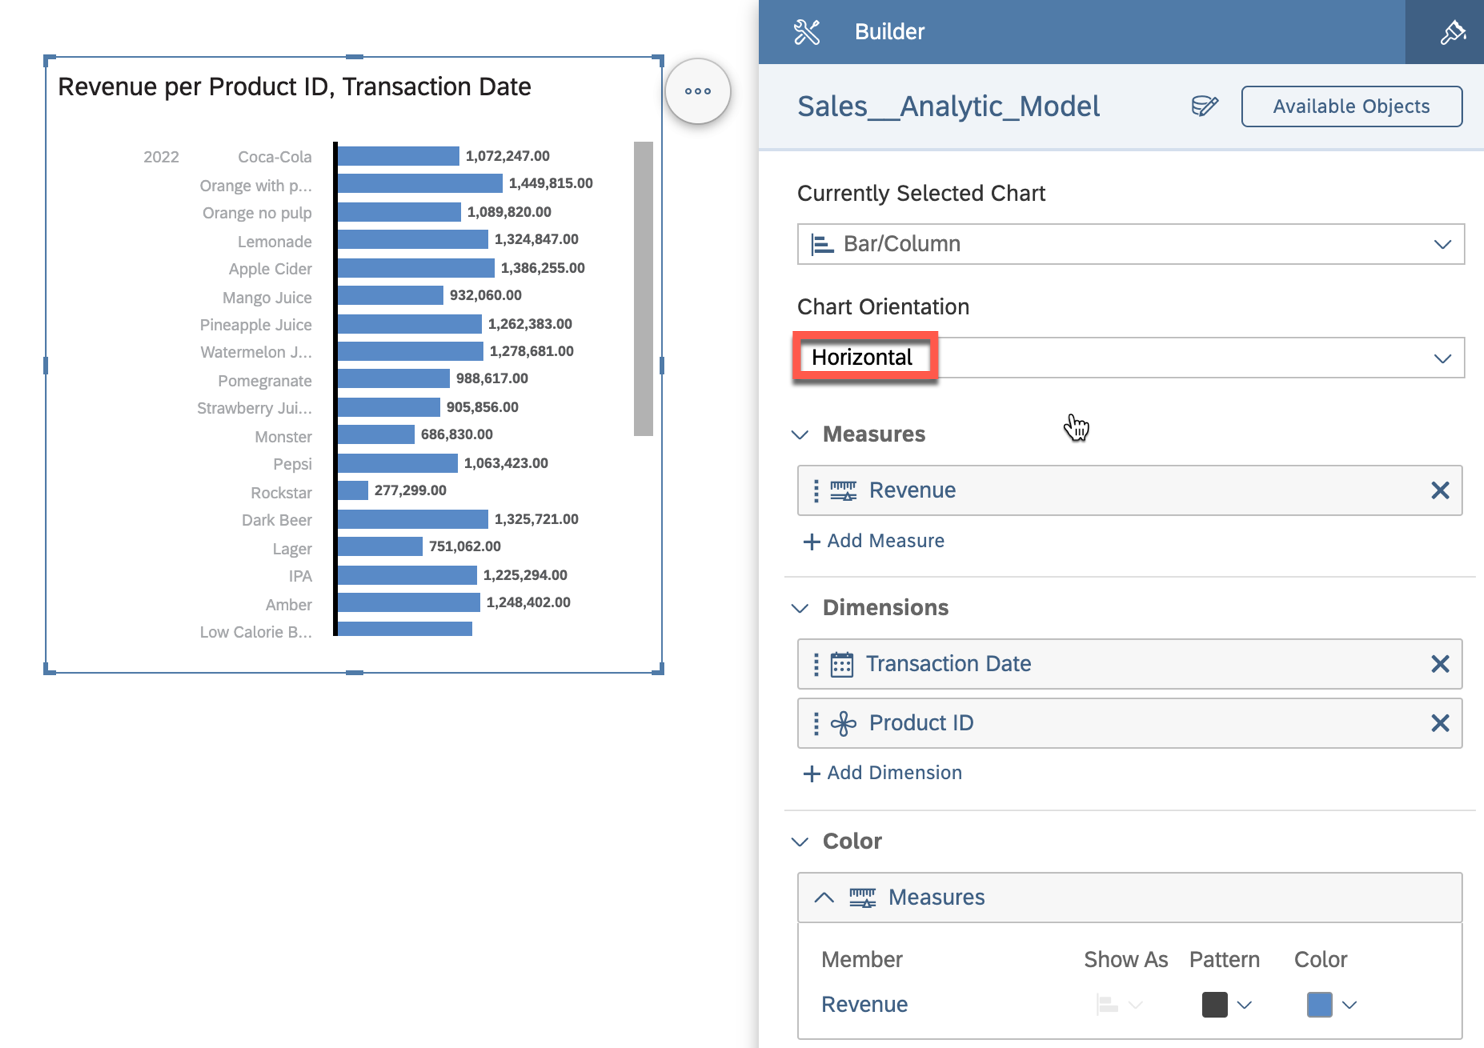 Builder
Sales__Analytic_Model
Available Objects
Revenue per Product ID, Transaction Date
2022 Coca-Cola 1,072,247.00
Orange with p... 1,449,815.00
Orange no pulp 1,089,820.00
Lemonade 1,324,847.00
Apple Cider 1,386,255.00
Mango Juice 932,060.00
Pineapple Juice 1,262,383.00
Watermelon J... 1,278,681.00
Pomegranate 988,617.00
Strawberry Jui... 905,856.00
Monster 686,830.00
Pepsi 1,063,423.00
Rockstar 277,299.00
Dark Beer 1,325,721.00
Lager 751,062.00
IPA 1,225,294.00
Amber 1,248,402.00
Low Calorie B...
Currently Selected Chart
Bar/Column
Chart Orientation
Horizontal
Measures
Revenue
+ Add Measure
Dimensions
Transaction Date
Product ID
+ Add Dimension
Color
Measures
Member Show As Pattern Color
Revenue